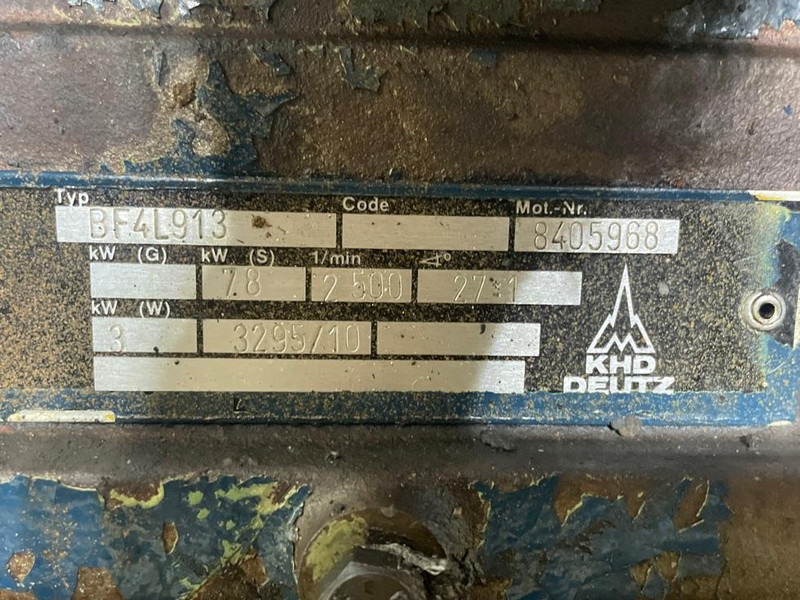 Typ Code Mot.-Nr.
BF4L913 8405968
kW (G) kW (S) 1/min ∢°
78 2 500 27±1
kW (W)
3 3295/10
KHD
DEUTZ